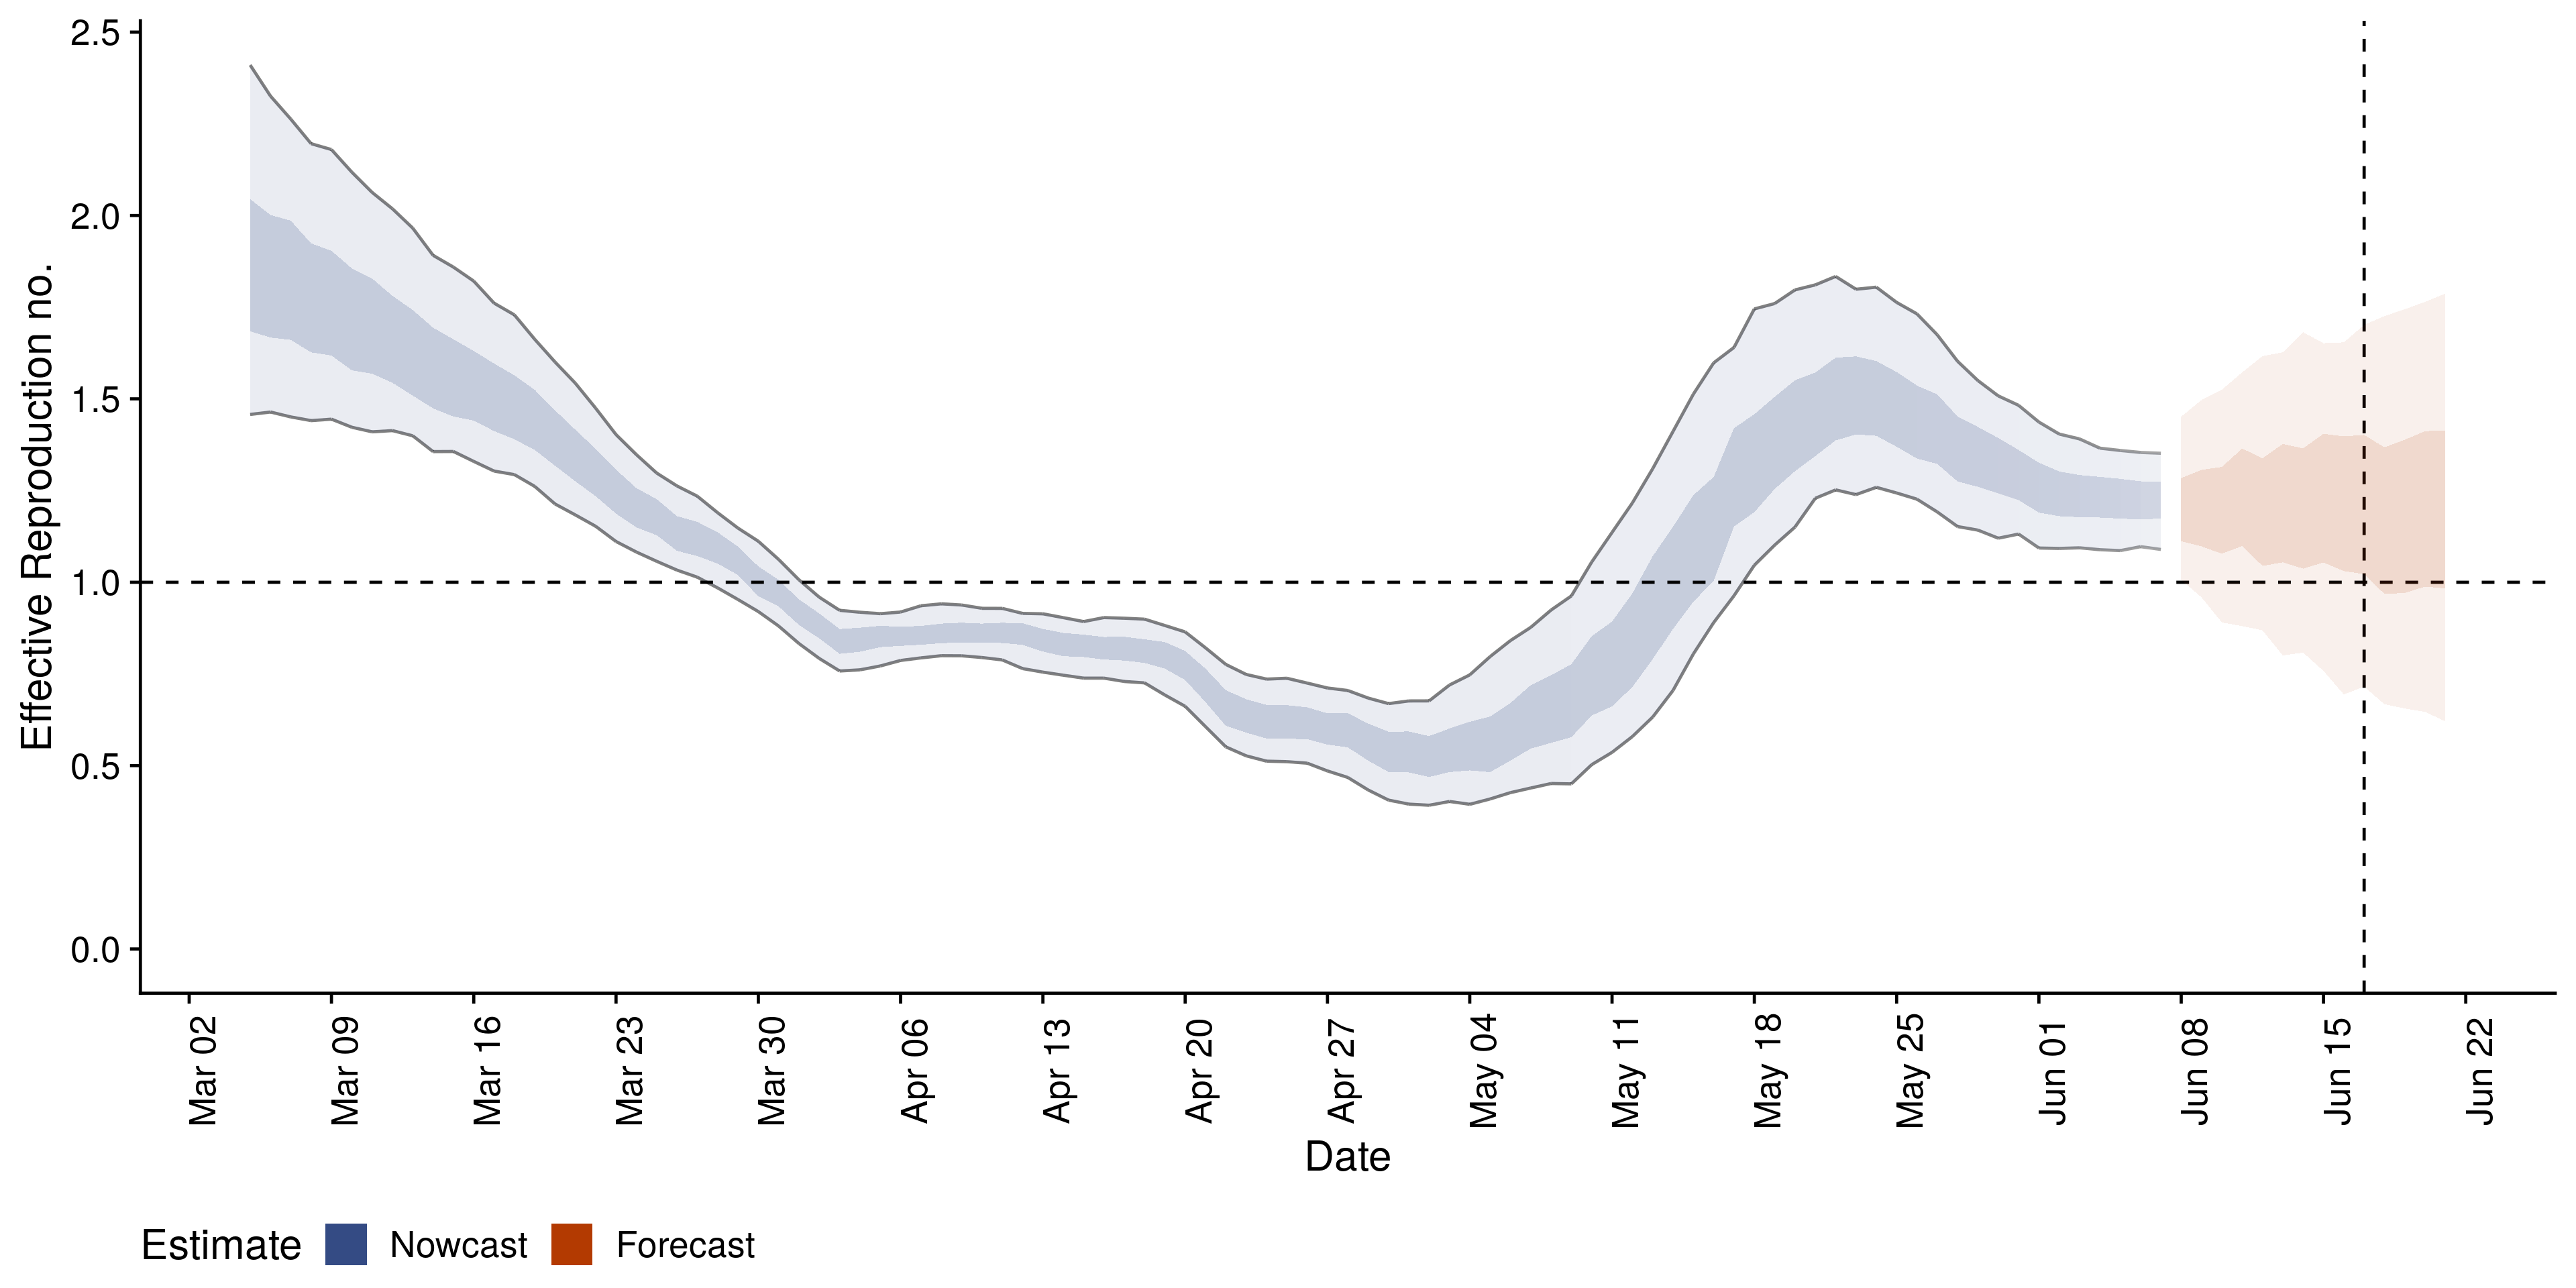 Effective Reproduction no.
2.5
2.0
1.5
1.0
0.5
0.0
Mar 02
Mar 09
Mar 16
Mar 23
Mar 30
Apr 06
Apr 13
Apr 20
Apr 27
May 04
May 11
May 18
May 25
Jun 01
Jun 08
Jun 15
Jun 22
Date
Estimate Nowcast Forecast